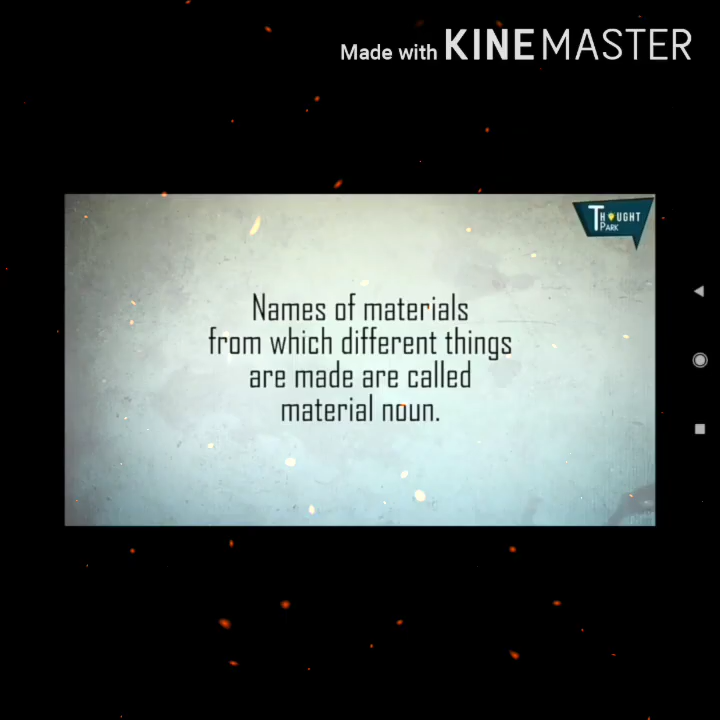 Made with KINEMASTER
THOUGHT
PARK
Names of materials
from which different things
are made are called
material noun.